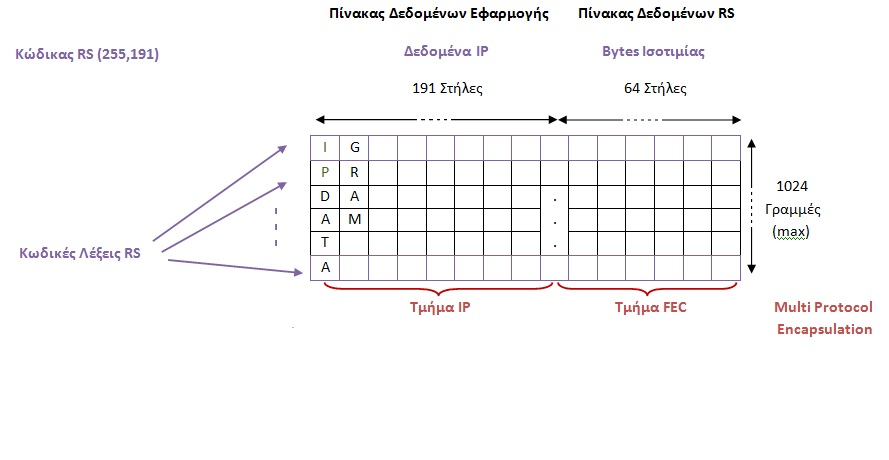 Πίνακας Δεδομένων Εφαρμογής Πίνακας Δεδομένων RS
Κώδικας RS (255,191) Δεδομένα IP Bytes Ισοτιμίας
191 Στήλες 64 Στήλες
I G
P R
D A
A M
T
A
1024
Γραμμές
(max)
Κωδικές Λέξεις RS
Τμήμα IP Τμήμα FEC Multi Protocol
Encapsulation